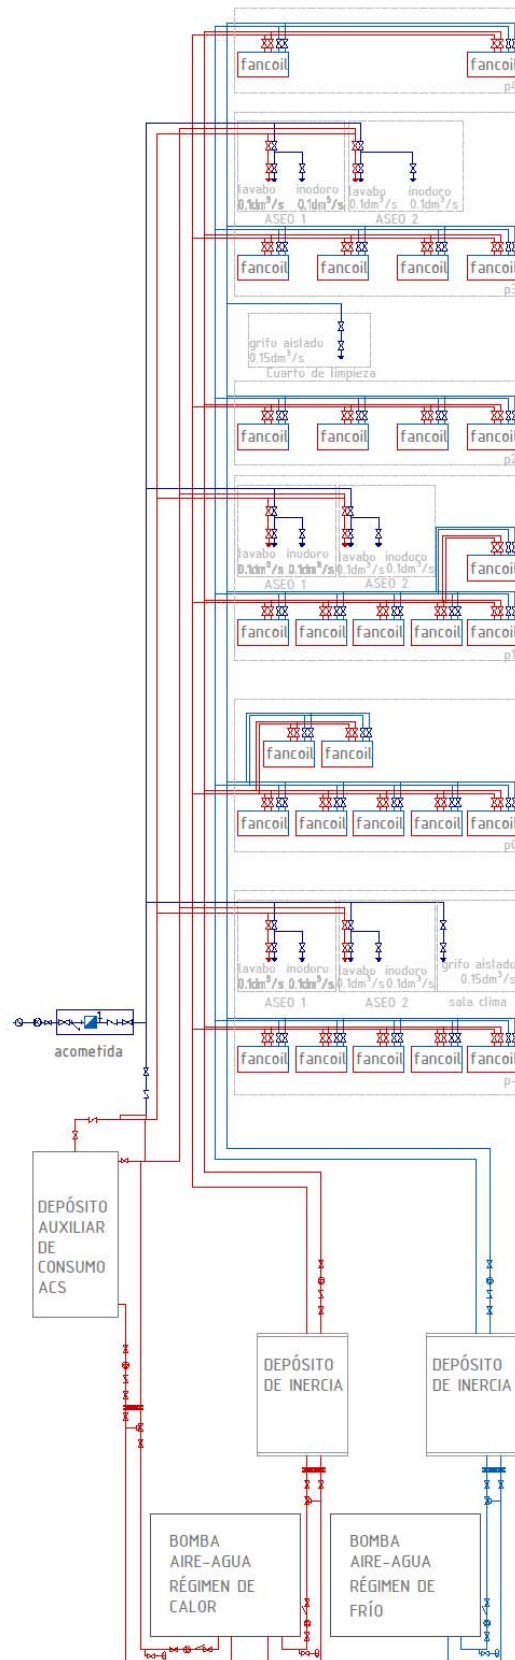 fancoil fancoil
p4
lavabo inodoro lavabo inodoro
0.1dm³/s 0.1dm³/s 0.1dm³/s 0.1dm³/s
ASEO 1 ASEO 2
fancoil fancoil fancoil fancoil
p3
grifo aislado
0.15dm³/s
Cuarto de limpieza
fancoil fancoil fancoil fancoil
p2
lavabo inodoro lavabo inodoro
0.1dm³/s 0.1dm³/s 0.1dm³/s 0.1dm³/s
ASEO 1 ASEO 2
fancoil
fancoil fancoil fancoil fancoil fancoil
p1
fancoil fancoil
fancoil fancoil fancoil fancoil fancoil
p0
lavabo inodoro lavabo inodoro grifo aislado
0.1dm³/s 0.1dm³/s 0.1dm³/s 0.1dm³/s 0.15dm³/s
ASEO 1 ASEO 2 sala clima
acometida
fancoil fancoil fancoil fancoil fancoil
p-
DEPÓSITO
AUXILIAR
DE
CONSUMO
ACS
DEPÓSITO
DE INERCIA
DEPÓSITO
DE INERCIA
BOMBA
AIRE-AGUA
RÉGIMEN DE
CALOR
BOMBA
AIRE-AGUA
RÉGIMEN DE
FRÍO